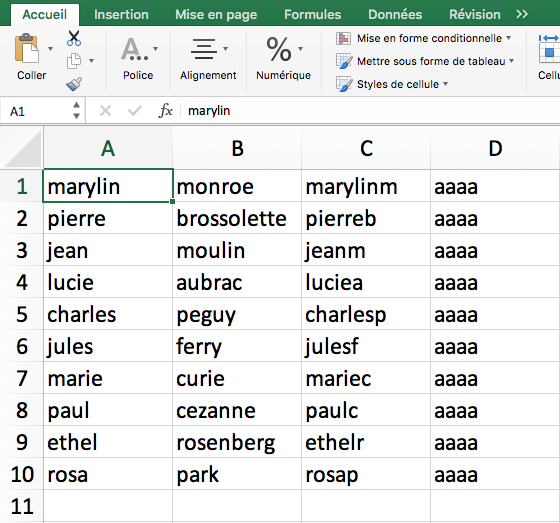 Accueil Insertion Mise en page Formules Données Révision >>
Coller Police Alignement % Numérique Mise en forme conditionnelle
Mettre sous forme de tableau
Styles de cellule
Cellu
A1 fx marylin
A B C D
1 marylin monroe marylinm aaaa
2 pierre brossolette pierreb aaaa
3 jean moulin jeanm aaaa
4 lucie aubrac luciea aaaa
5 charles peguy charlesp aaaa
6 jules ferry julesf aaaa
7 marie curie mariec aaaa
8 paul cezanne paulc aaaa
9 ethel rosenberg ethelr aaaa
10 rosa park rosap aaaa
11